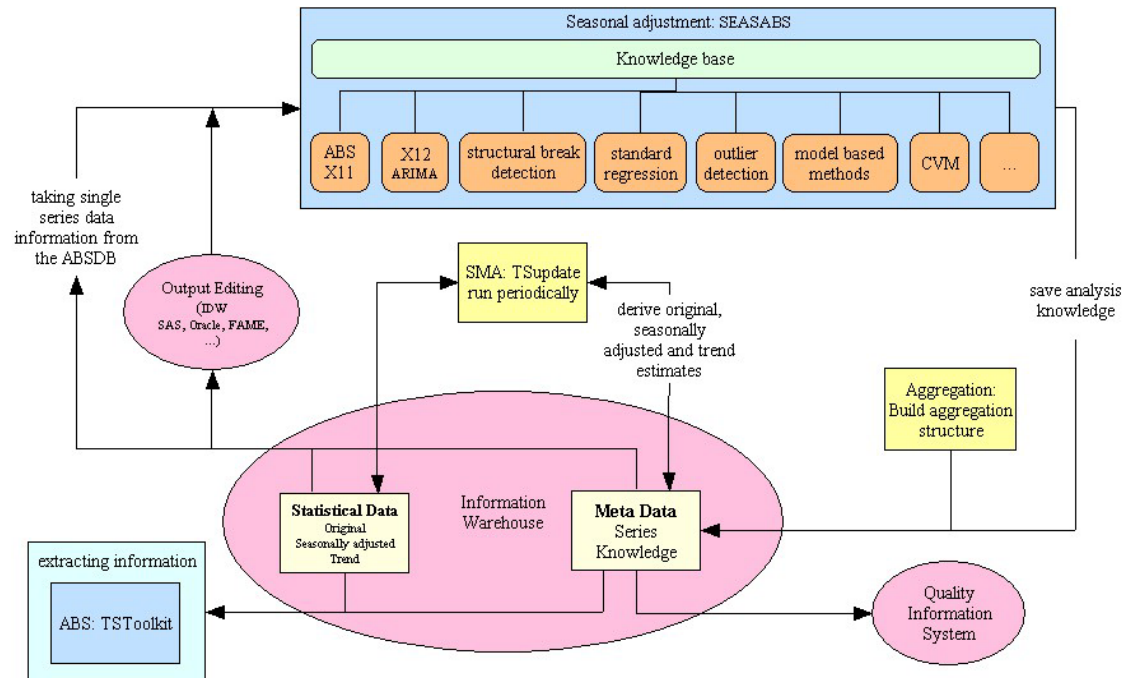 Seasonal adjustment: SEASABS
Knowledge base
ABS
X11
X12
ARIMA
structural break
detection
standard
regression
outlier
detection
model based
methods
CVM
...
taking single
series data
information from
the ABSDB
Output Editing
(IDW
SAS, Oracle, FAME,
...)
SMA: TSupdate
run periodically
derive original,
seasonally
adjusted and trend
estimates
save analysis
knowledge
Aggregation:
Build aggregation
structure
Information
Warehouse
Statistical Data
Original
Seasonally adjusted
Trend
Meta Data
Series
Knowledge
extracting information
ABS: TSToolkit
Quality
Information
System